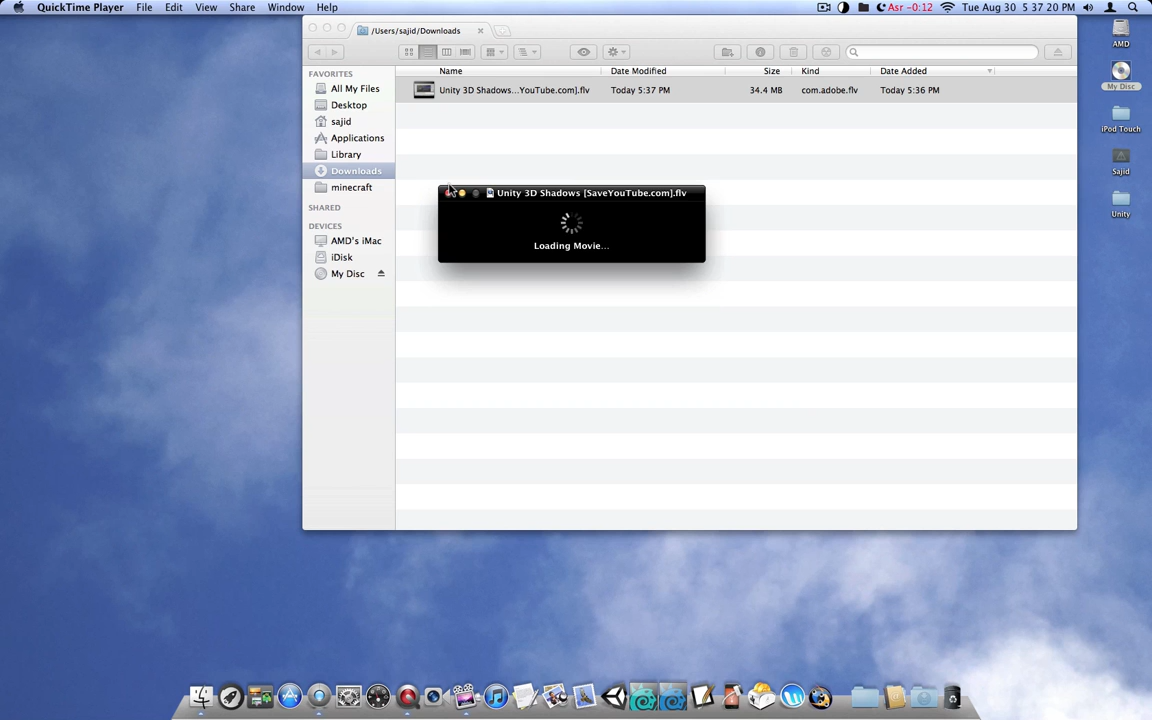 QuickTime Player File Edit View Share Window Help Asr -0:12 Tue Aug 30 5 37 20 PM
/Users/sajid/Downloads
AMD
FAVORITES Name Date Modified Size Kind Date Added
All My Files Unity 3D Shadows...YouTube.com].flv Today 5:37 PM 34.4 MB com.adobe.flv Today 5:36 PM
My Disc
Desktop
sajid
iPod Touch
Applications
Library
Downloads
Sajid
minecraft
Unity 3D Shadows [SaveYouTube.com].flv
Loading Movie...
SHARED
Unity
DEVICES
AMD's iMac
iDisk
My Disc